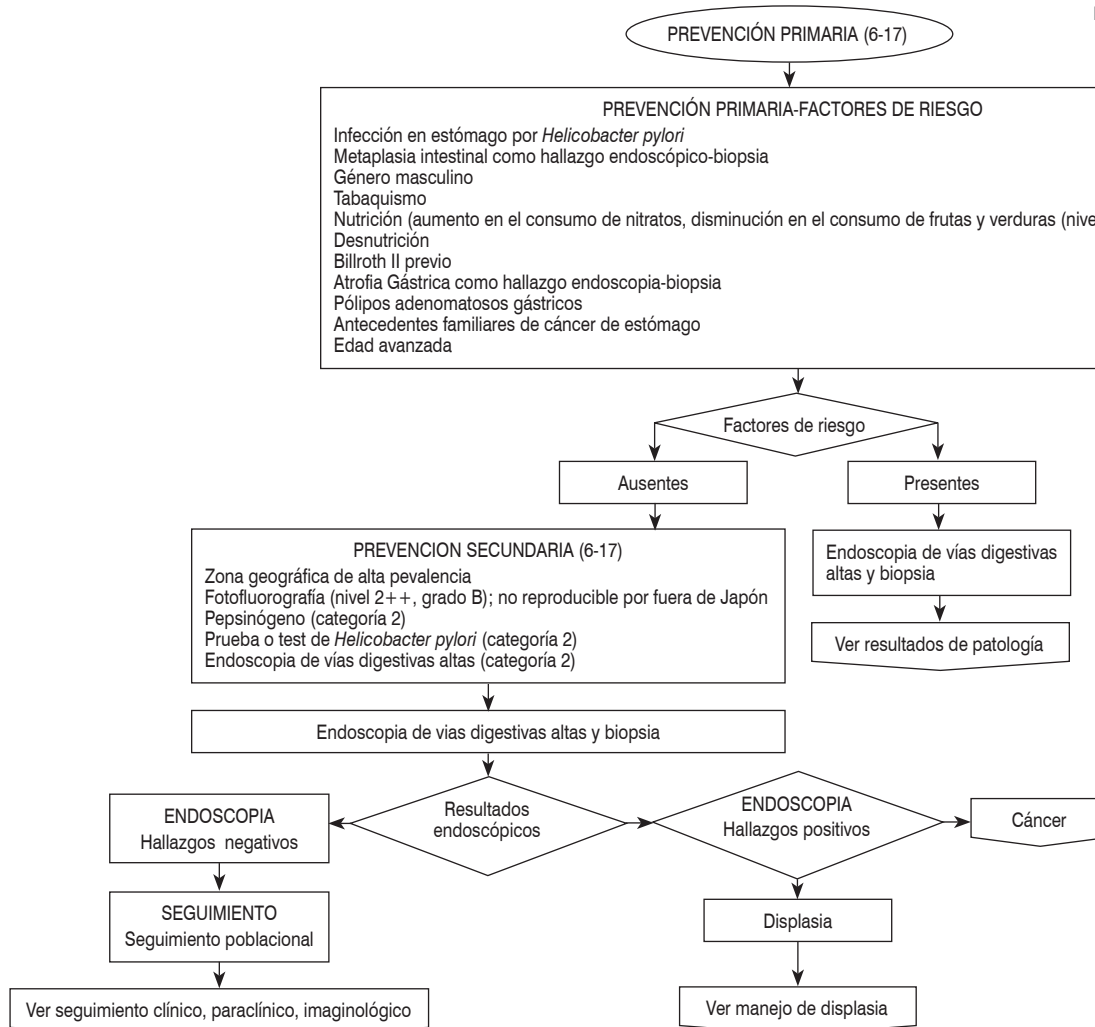 PREVENCIÓN PRIMARIA (6-17)
PREVENCIÓN PRIMARIA-FACTORES DE RIESGO
Infección en estómago por Helicobacter pylori
Metaplasia intestinal como hallazgo endoscópico-biopsia
Género masculino
Tabaquismo
Nutrición (aumento en el consumo de nitratos, disminución en el consumo de frutas y verduras (nive
Desnutrición
Billroth II previo
Atrofia Gástrica como hallazgo endoscopia-biopsia
Pólipos adenomatosos gástricos
Antecedentes familiares de cáncer de estómago
Edad avanzada
Factores de riesgo
Ausentes
Presentes
PREVENCION SECUNDARIA (6-17)
Zona geográfica de alta pevalencia
Fotofluorografía (nivel 2++, grado B); no reproducible por fuera de Japón
Pepsinógeno (categoría 2)
Prueba o test de Helicobacter pylori (categoría 2)
Endoscopia de vías digestivas altas (categoría 2)
Endoscopia de vías digestivas
altas y biopsia
Ver resultados de patología
Endoscopia de vias digestivas altas y biopsia
Resultados
endoscópicos
ENDOSCOPIA
Hallazgos negativos
ENDOSCOPIA
Hallazgos positivos
Cáncer
SEGUIMIENTO
Seguimiento poblacional
Displasia
Ver seguimiento clínico, paraclínico, imaginológico
Ver manejo de displasia